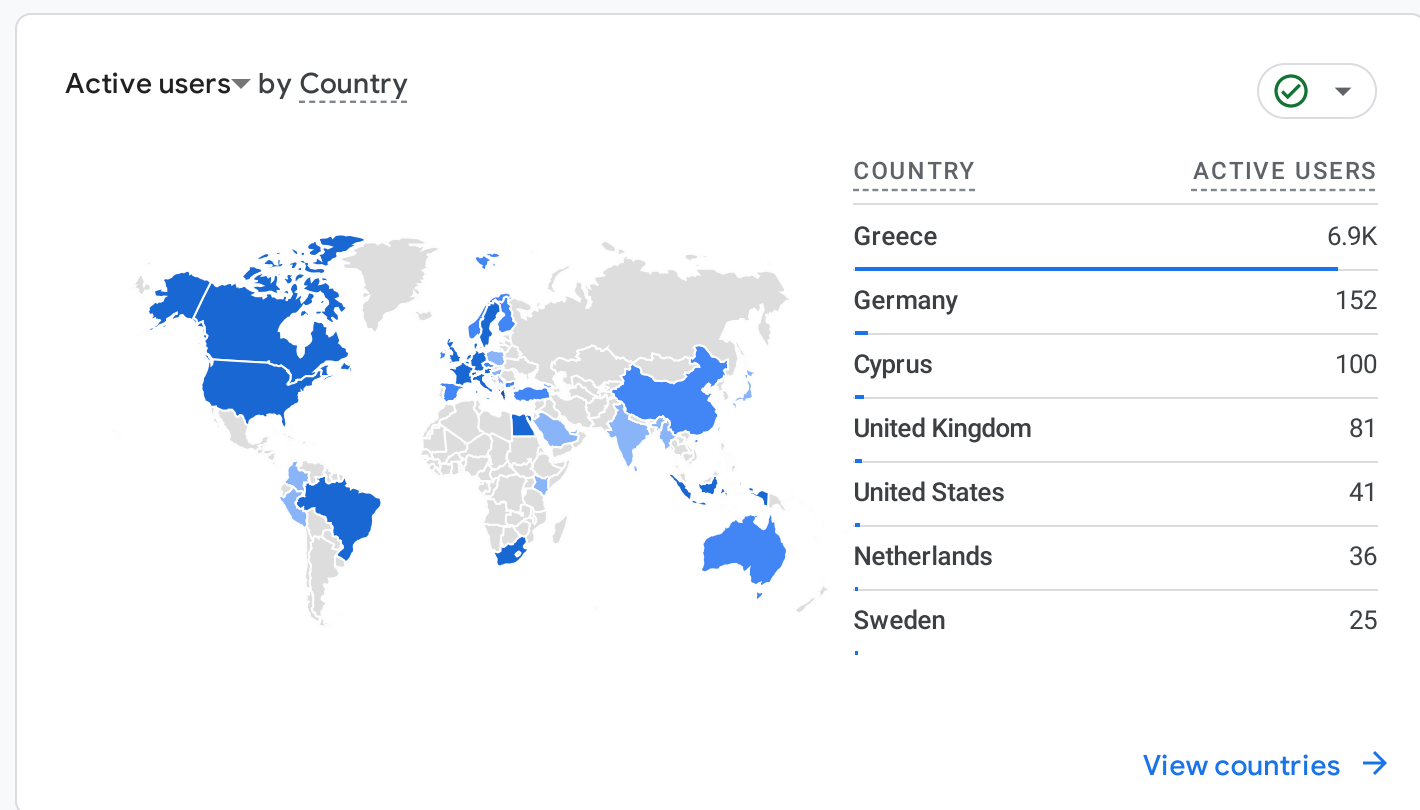 Active users by Country
COUNTRY ACTIVE USERS
Greece 6.9K
Germany 152
Cyprus 100
United Kingdom 81
United States 41
Netherlands 36
Sweden 25
View countries